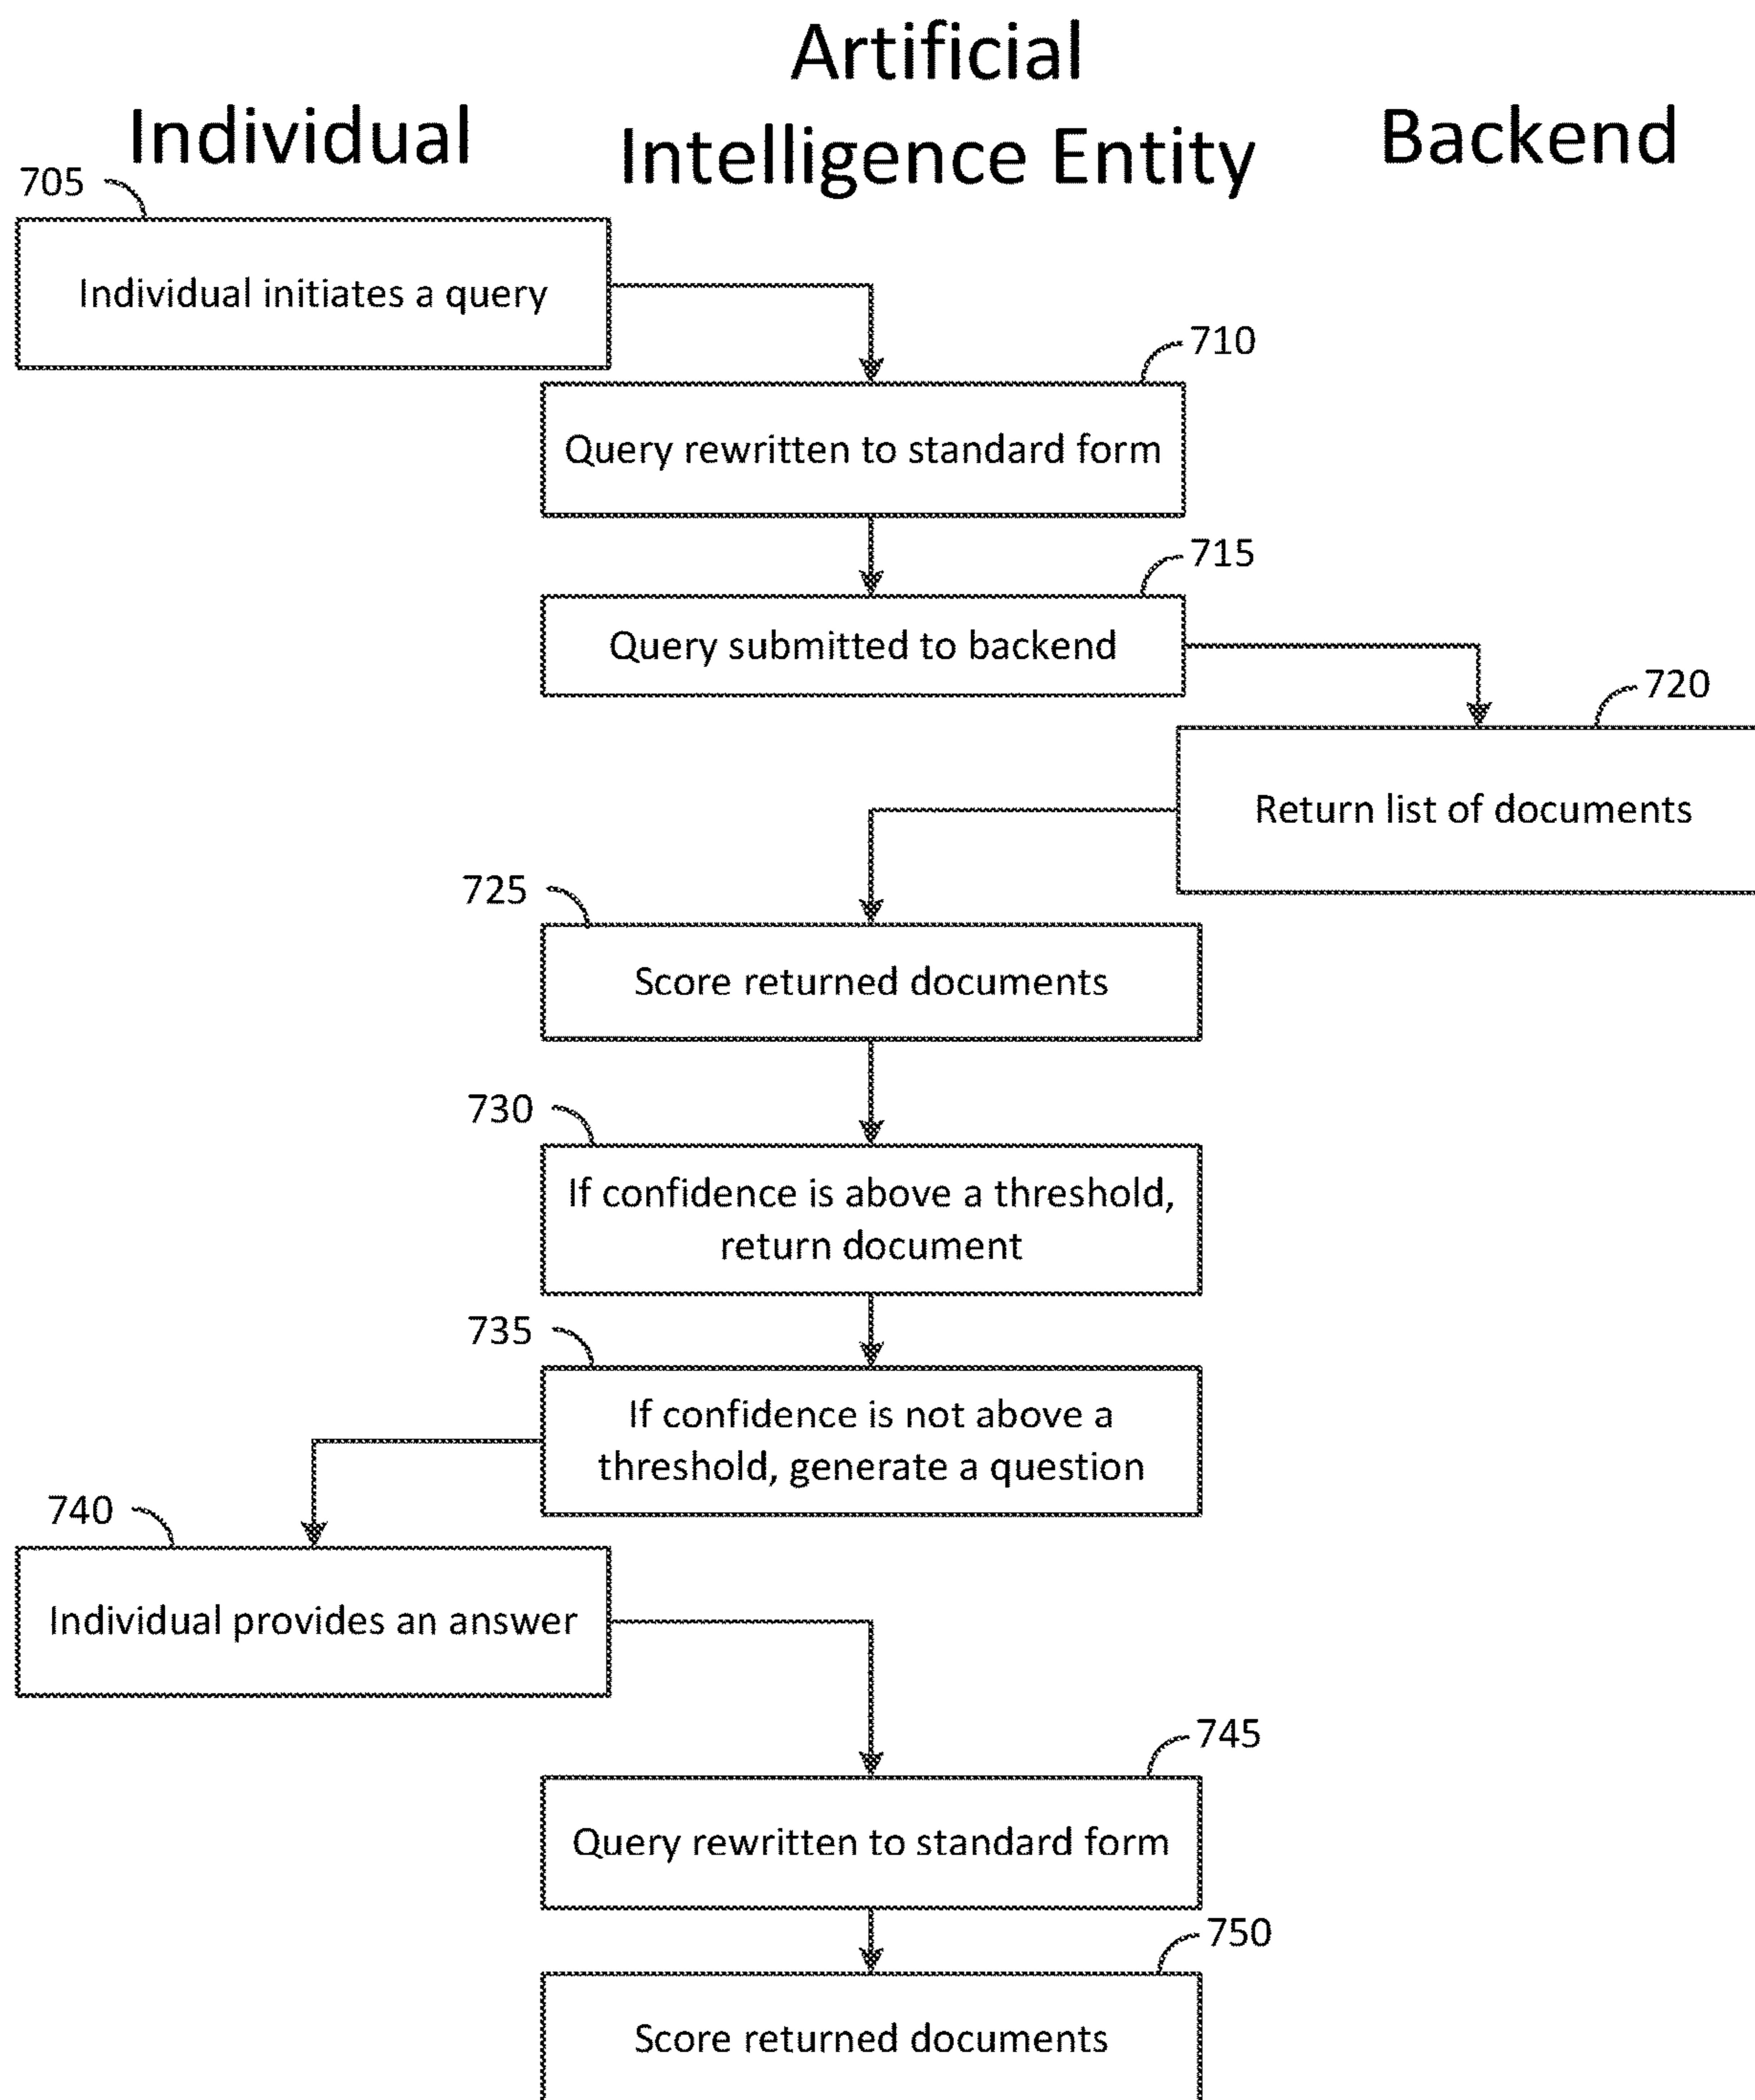 Artificial
Individual
Intelligence Entity
Backend
705
Individual initiates a query
710
Query rewritten to standard form
715
Query submitted to backend
720
Return list of documents
725
Score returned documents
730
If confidence is above a threshold,
return document
735
If confidence is not above a
threshold, generate a question
740
Individual provides an answer
745
Query rewritten to standard form
750
Score returned documents